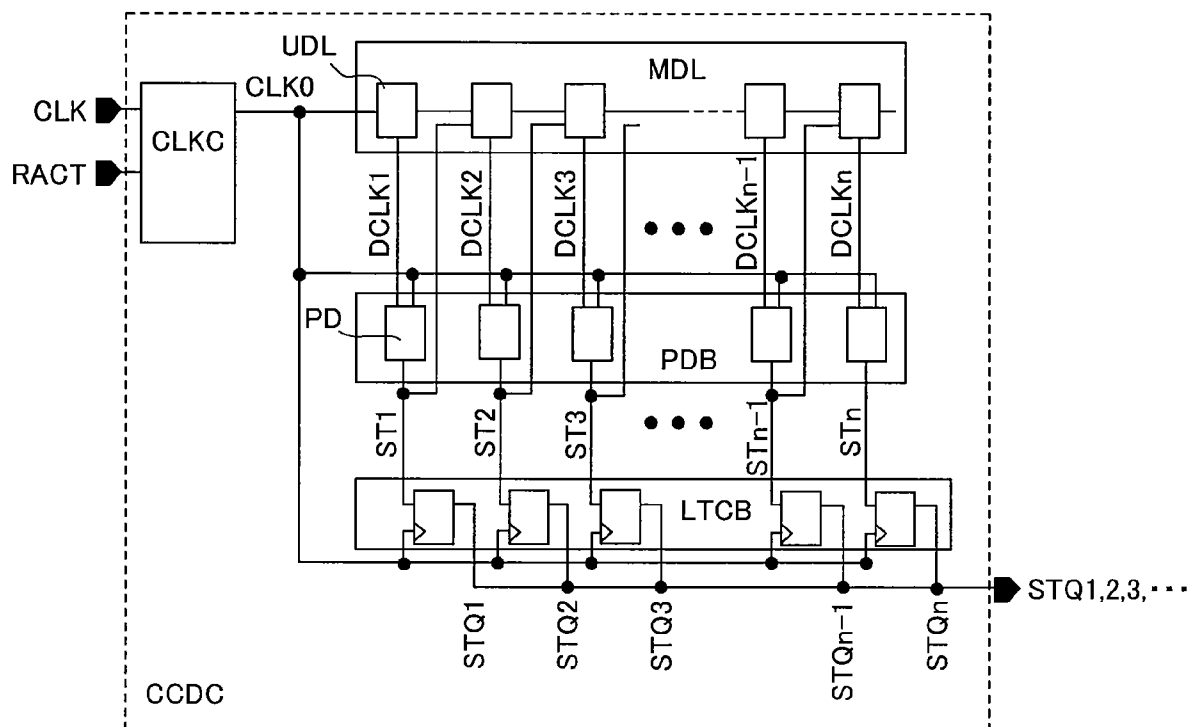 UDL
MDL
CLK0
CLK
CLKC
RACT
DCLK1
DCLK2
DCLK3
DCLKn-1
DCLKn
PD
PDB
ST1
ST2
ST3
STn-1
STn
LTCB
STQ1,2,3,･･･
STQ1
STQ2
STQ3
STQn-1
STQn
CCDC